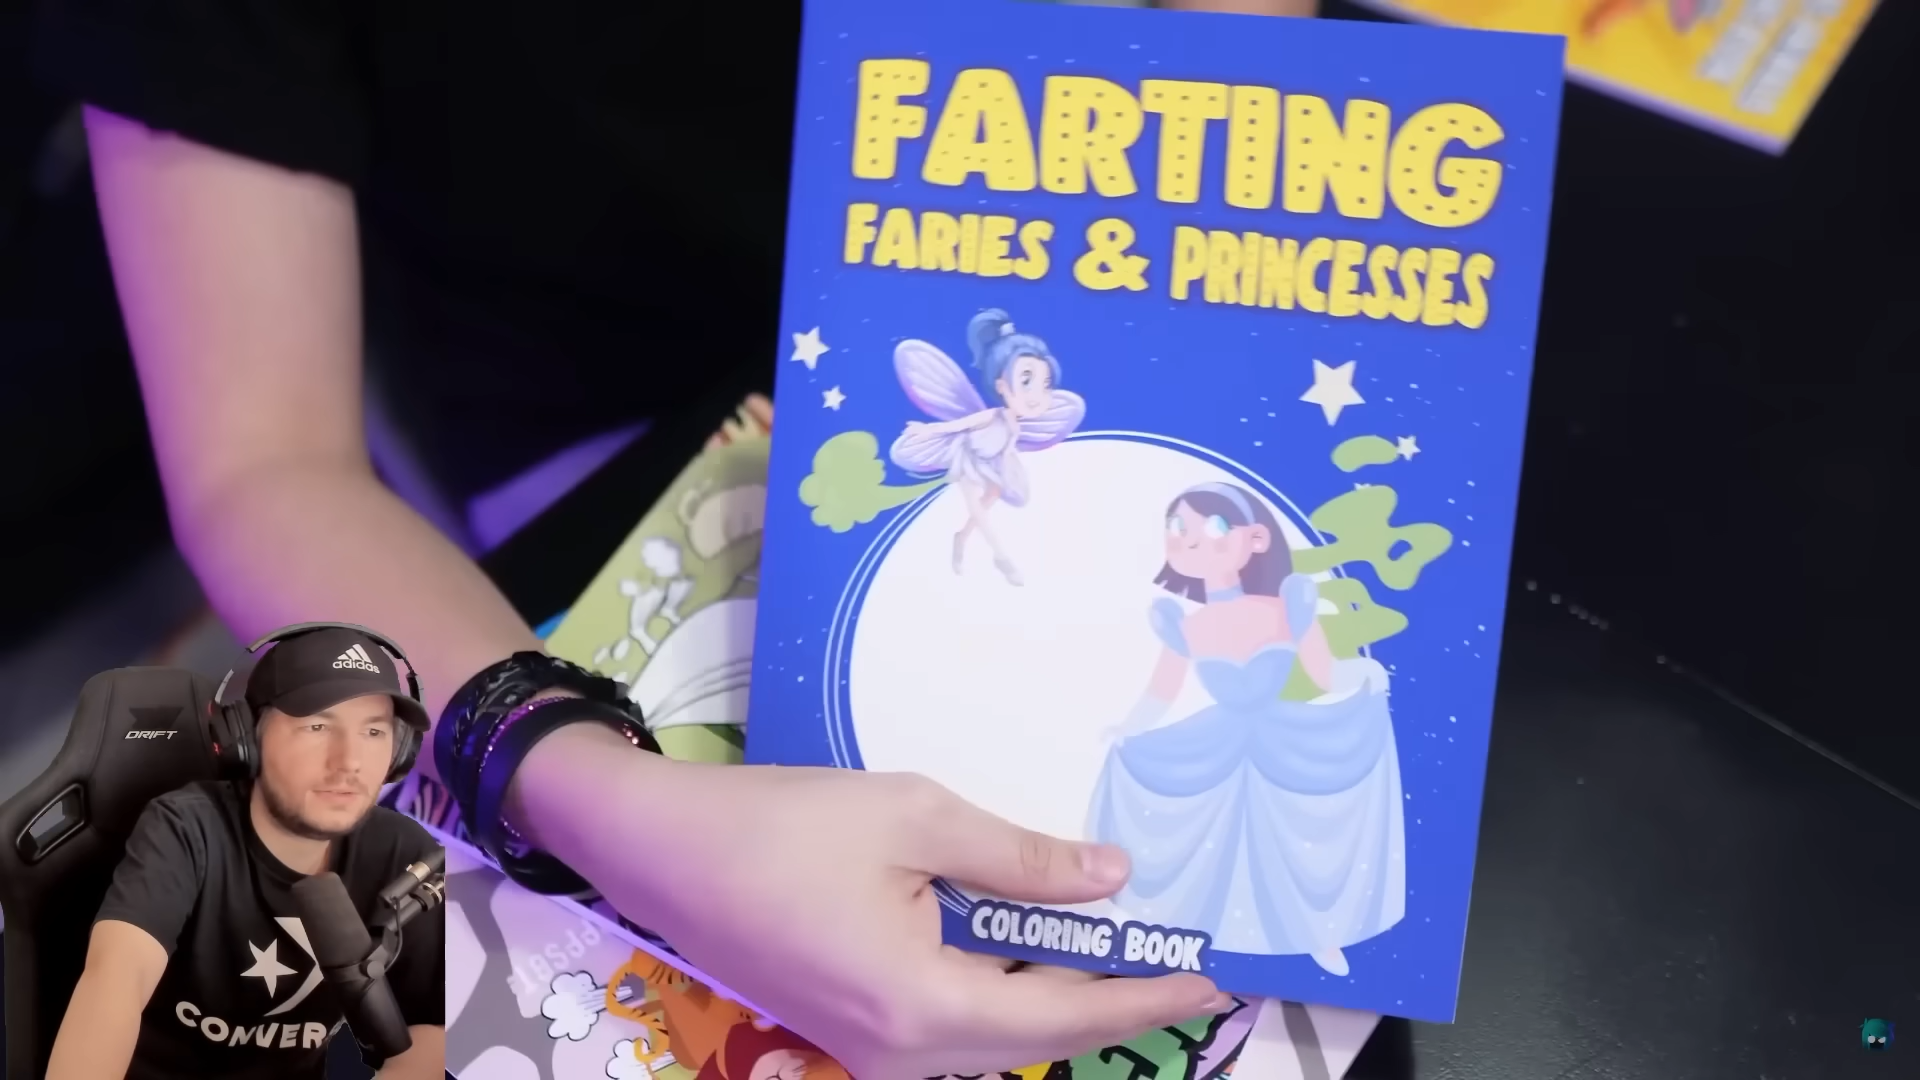 FARTING
FARIES & PRINCESSES
COLORING BOOK
adidas
DRIFT
CONVER